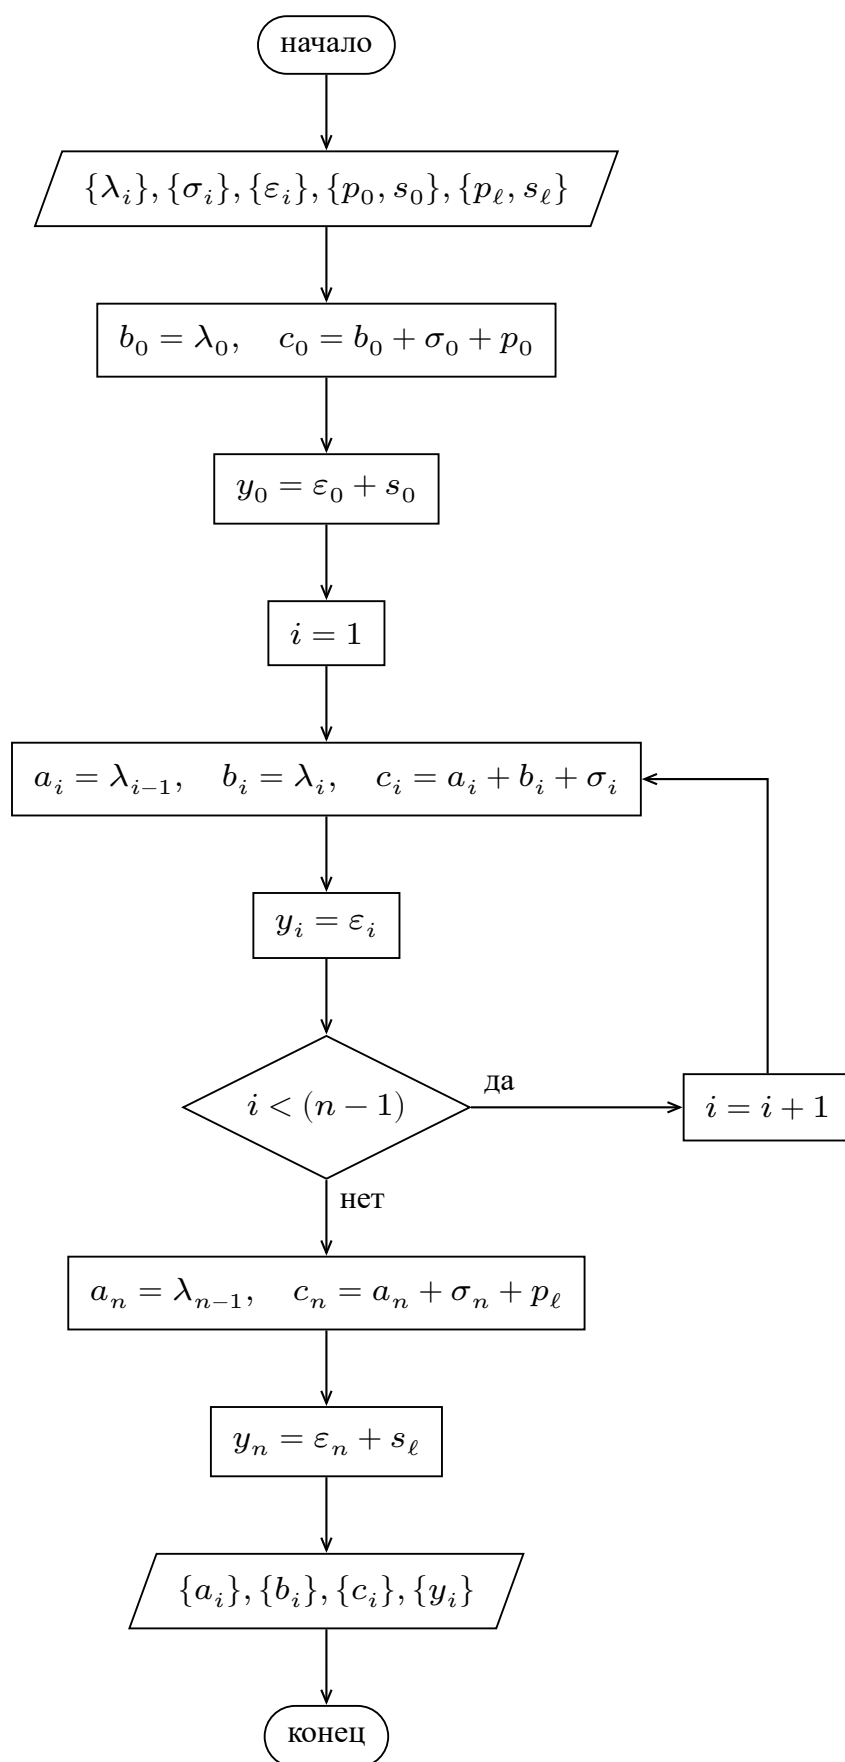 начало
{λ_i}, {σ_i}, {ε_i}, {p_0, s_0}, {p_ℓ, s_ℓ}
b_0 = λ_0, c_0 = b_0 + σ_0 + p_0
y_0 = ε_0 + s_0
i = 1
a_i = λ_{i−1}, b_i = λ_i, c_i = a_i + b_i + σ_i
y_i = ε_i
i < (n − 1)
да
i = i + 1
нет
a_n = λ_{n−1}, c_n = a_n + σ_n + p_ℓ
y_n = ε_n + s_ℓ
{a_i}, {b_i}, {c_i}, {y_i}
конец